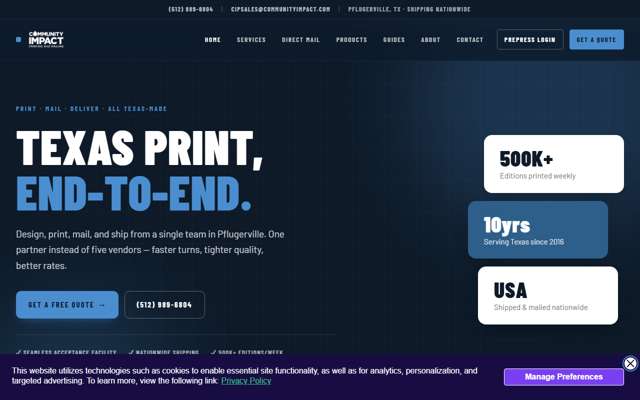 (512) 989-6804 | CIPSALES@COMMUNITYIMPACT.COM | PFLUGERVILLE, TX · SHIPPING NATIONWIDE
COMMUNITY
IMPACT
PRINTING AND MAILING
HOME SERVICES DIRECT MAIL PRODUCTS GUIDES ABOUT CONTACT PREPRESS LOGIN GET A QUOTE
PRINT · MAIL · DELIVER · ALL TEXAS-MADE
TEXAS PRINT,
END-TO-END.
Design, print, mail, and ship from a single team in Pflugerville. One
partner instead of five vendors — faster turns, tighter quality,
better rates.
GET A FREE QUOTE → (512) 989-6804
500K+
Editions printed weekly
10yrs
Serving Texas since 2016
USA
Shipped & mailed nationwide
✓ SEAMLESS ACCEPTANCE FACILITY ✓ NATIONWIDE SHIPPING ✓ 500K+ EDITIONS/WEEK
This website utilizes technologies such as cookies to enable essential site functionality, as well as for analytics, personalization, and
targeted advertising. To learn more, view the following link: Privacy Policy
Manage Preferences